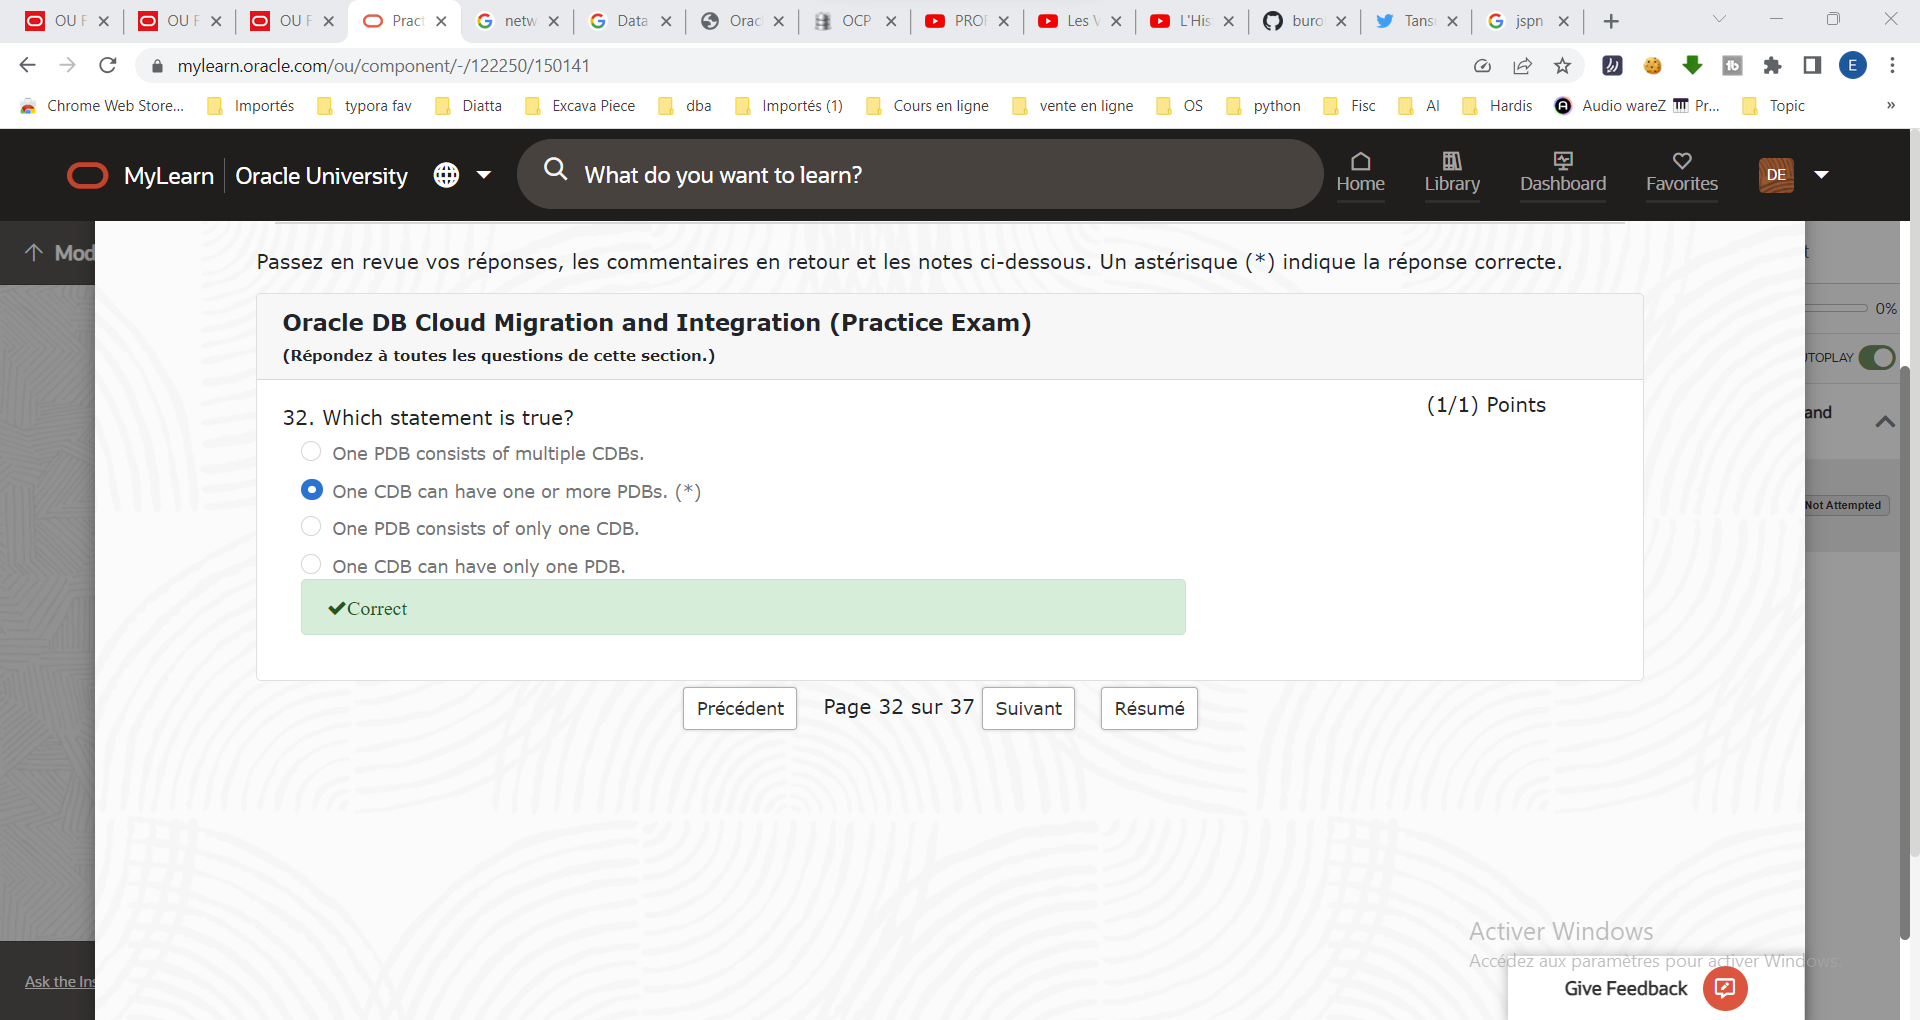 OU F
OU F
OU F
Pract
netw
Data
Orac
OCP
PROF
Les V
L'His
buro
Tans
jspn
mylearn.oracle.com/ou/component/-/122250/150141
E
Chrome Web Store...
Importés
typora fav
Diatta
Excava Piece
dba
Importés (1)
Cours en ligne
vente en ligne
OS
python
Fisc
AI
Hardis
Audio wareZ
Pr...
Topic
»
MyLearn
Oracle University
What do you want to learn?
Home
Library
Dashboard
Favorites
DE
Mod
Passez en revue vos réponses, les commentaires en retour et les notes ci-dessous. Un astérisque (*) indique la réponse correcte.
t
Oracle DB Cloud Migration and Integration (Practice Exam)
0%
(Répondez à toutes les questions de cette section.)
UTOPLAY
32. Which statement is true?
(1/1) Points
and
One PDB consists of multiple CDBs.
One CDB can have one or more PDBs. (*)
Not Attempted
One PDB consists of only one CDB.
One CDB can have only one PDB.
Correct
Précédent
Page 32 sur 37
Suivant
Résumé
Activer Windows
Accédez aux paramètres pour activer Windows.
Ask the Ins
Give Feedback